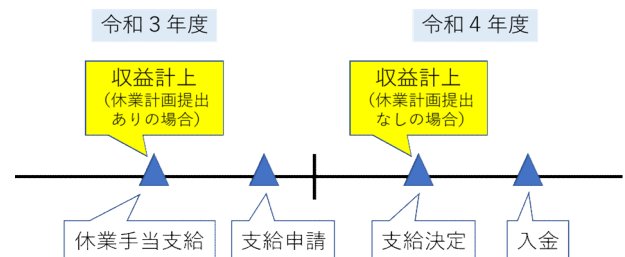 令和３年度
令和４年度
収益計上
（休業計画提出
ありの場合）
収益計上
（休業計画提出
なしの場合）
休業手当支給
支給申請
支給決定
入金